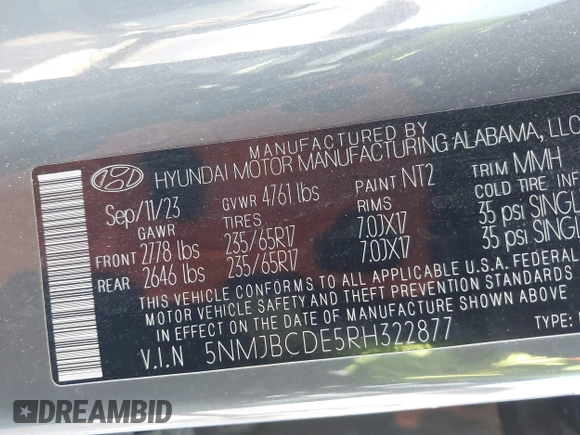 MANUFACTURED BY
HYUNDAI MOTOR MANUFACTURING ALABAMA, LLC
Sep/11/23 GVWR 4761 lbs PAINT NT2 TRIM MMH
GAWR TIRES RIMS COLD TIRE INF
FRONT 2778 lbs 235/65R17 7.0JX17 35 psi SINGL
REAR 2646 lbs 235/65R17 7.0JX17 35 psi SINGL
THIS VEHICLE CONFORMS TO ALL APPLICABLE U.S.A. FEDERAL
MOTOR VEHICLE SAFETY AND THEFT PREVENTION STANDARDS
IN EFFECT ON THE DATE OF MANUFACTURE SHOWN ABOVE.
V.I.N 5NMJBCDE5RH322877 TYPE:
DREAMBID